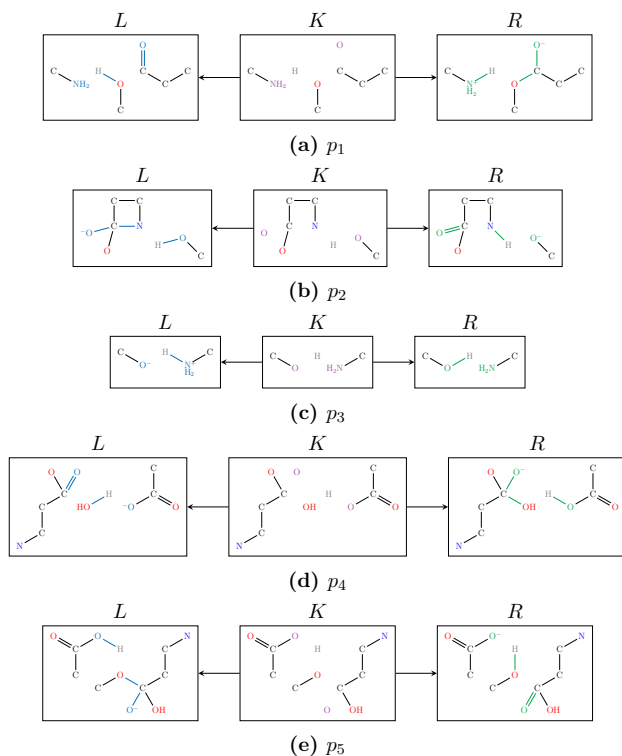 L K R
O O O⁻
C H C C C H C C C H C C
NH₂ O C NH₂ O C N⁺ O C
H₂
C C C
(a) p₁
L K R
C C C C C C
⁻O C N O C N O C N
H O O H O H O⁻
O C O C O C
(b) p₂
L K R
C H C C H C C H C
O⁻ N⁺ O H₂N O H₂N
H₂
(c) p₃
L K R
O O C O O C O O⁻ C
C H C H C H
C HO ⁻O C O C OH O C O C OH O C O
C C C
N N N
(d) p₄
L K R
O O N O O N O O⁻ N
C H C C H C C H C
C O C C O C C O C
C C C C C C
O⁻ OH O OH O OH
(e) p₅